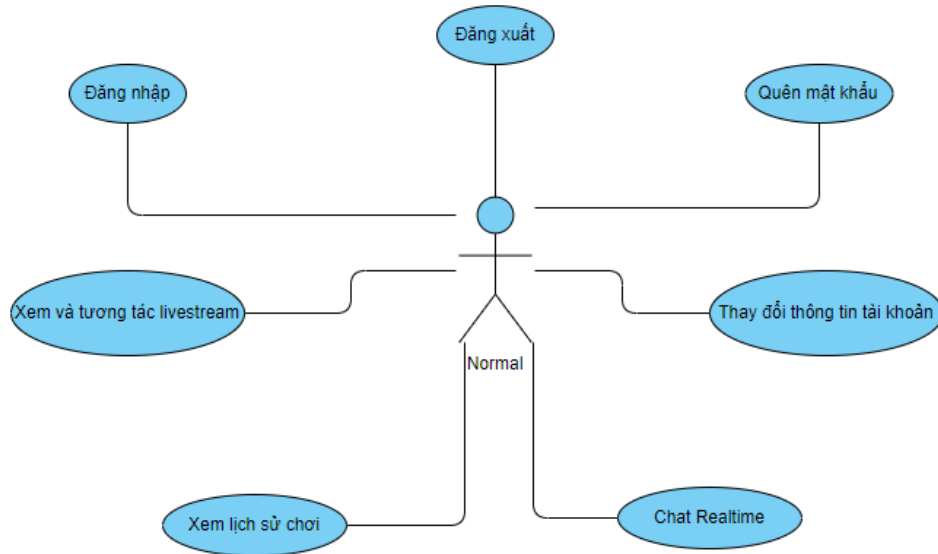 Đăng xuất
Đăng nhập
Quên mật khẩu
Xem và tương tác livestream
Thay đổi thông tin tài khoản
Normal
Xem lịch sử chơi
Chat Realtime